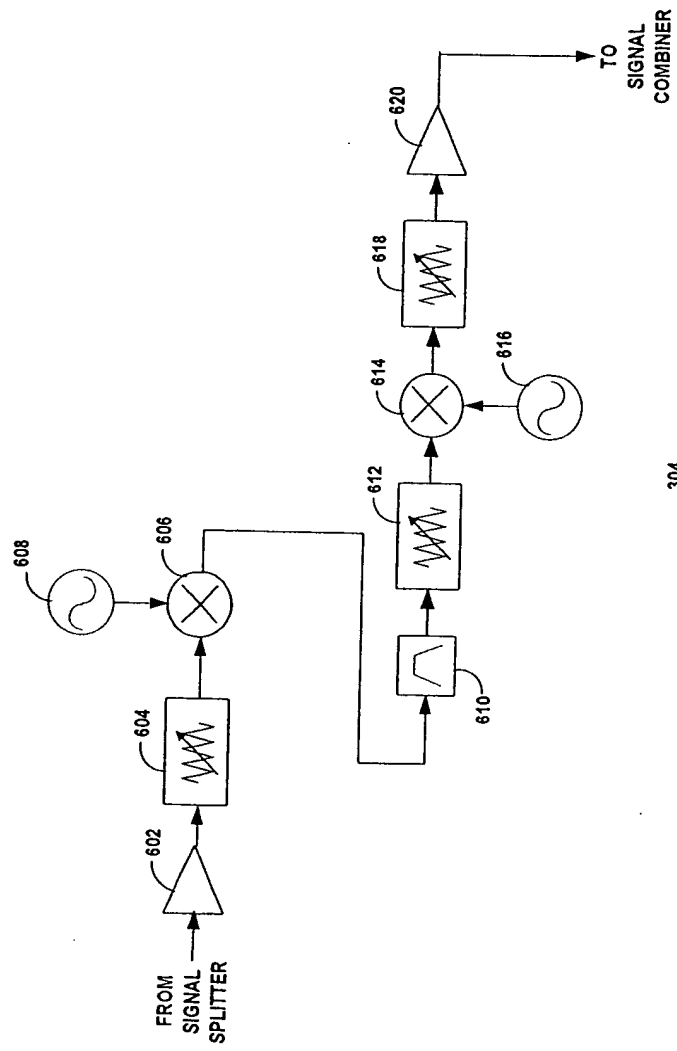 FROM
SIGNAL
SPLITTER
602
604
606
608
610
612
614
616
618
620
TO
SIGNAL
COMBINER
304